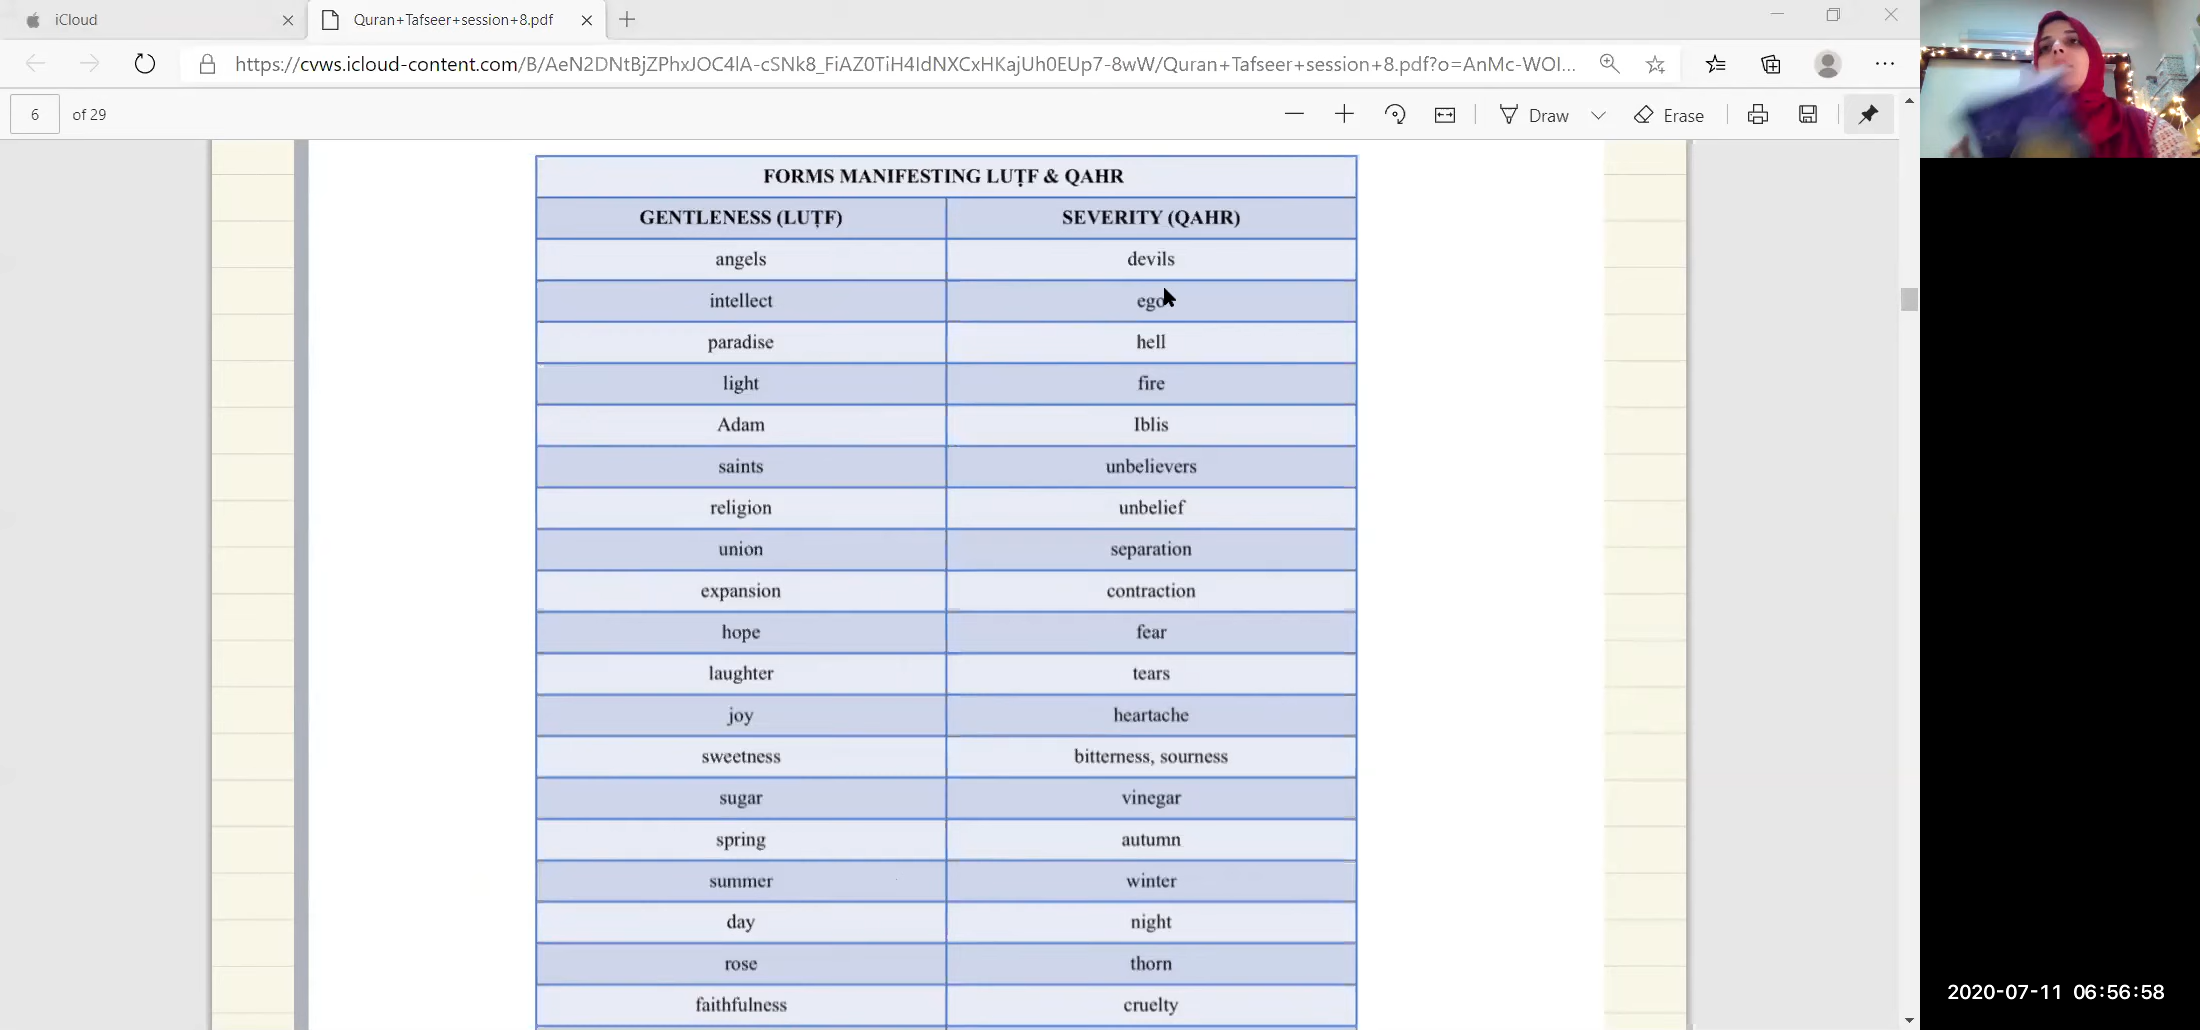 iCloud
Quran+Tafseer+session+8.pdf
https://cvws.icloud-content.com/B/AeN2DNtBjZPhxJOC4lA-cSNk8_FiAZ0TiH4IdNXCxHKajUh0EUp7-8wW/Quran+Tafseer+session+8.pdf?o=AnMc-WOI...
6 of 29
Draw
Erase
FORMS MANIFESTING LUṬF & QAHR
GENTLENESS (LUṬF) SEVERITY (QAHR)
angels devils
intellect ego
paradise hell
light fire
Adam Iblis
saints unbelievers
religion unbelief
union separation
expansion contraction
hope fear
laughter tears
joy heartache
sweetness bitterness, sourness
sugar vinegar
spring autumn
summer winter
day night
rose thorn
faithfulness cruelty
2020-07-11 06:56:58